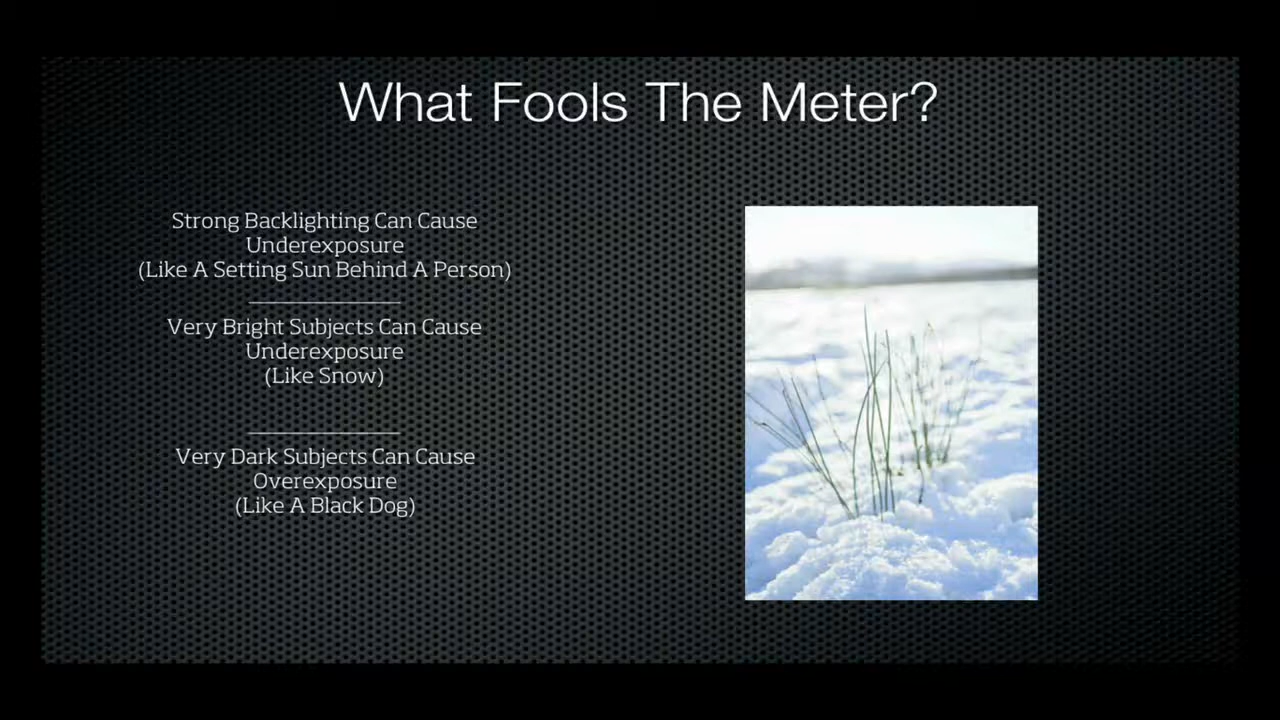 What Fools The Meter?
Strong Backlighting Can Cause
Underexposure
(Like A Setting Sun Behind A Person)
Very Bright Subjects Can Cause
Underexposure
(Like Snow)
Very Dark Subjects Can Cause
Overexposure
(Like A Black Dog)